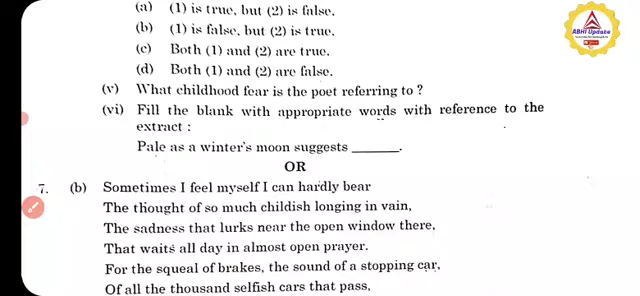 (a) (1) is true, but (2) is false.
(b) (1) is false, but (2) is true.
(c) Both (1) and (2) are true.
(d) Both (1) and (2) are false.
(v) What childhood fear is the poet referring to ?
(vi) Fill the blank with appropriate words with reference to the
extract :
Pale as a winter's moon suggests ______.
OR
7. (b) Sometimes I feel myself I can hardly bear
The thought of so much childish longing in vain,
The sadness that lurks near the open window there,
That waits all day in almost open prayer.
For the squeal of brakes, the sound of a stopping car,
Of all the thousand selfish cars that pass,
ABHI Update